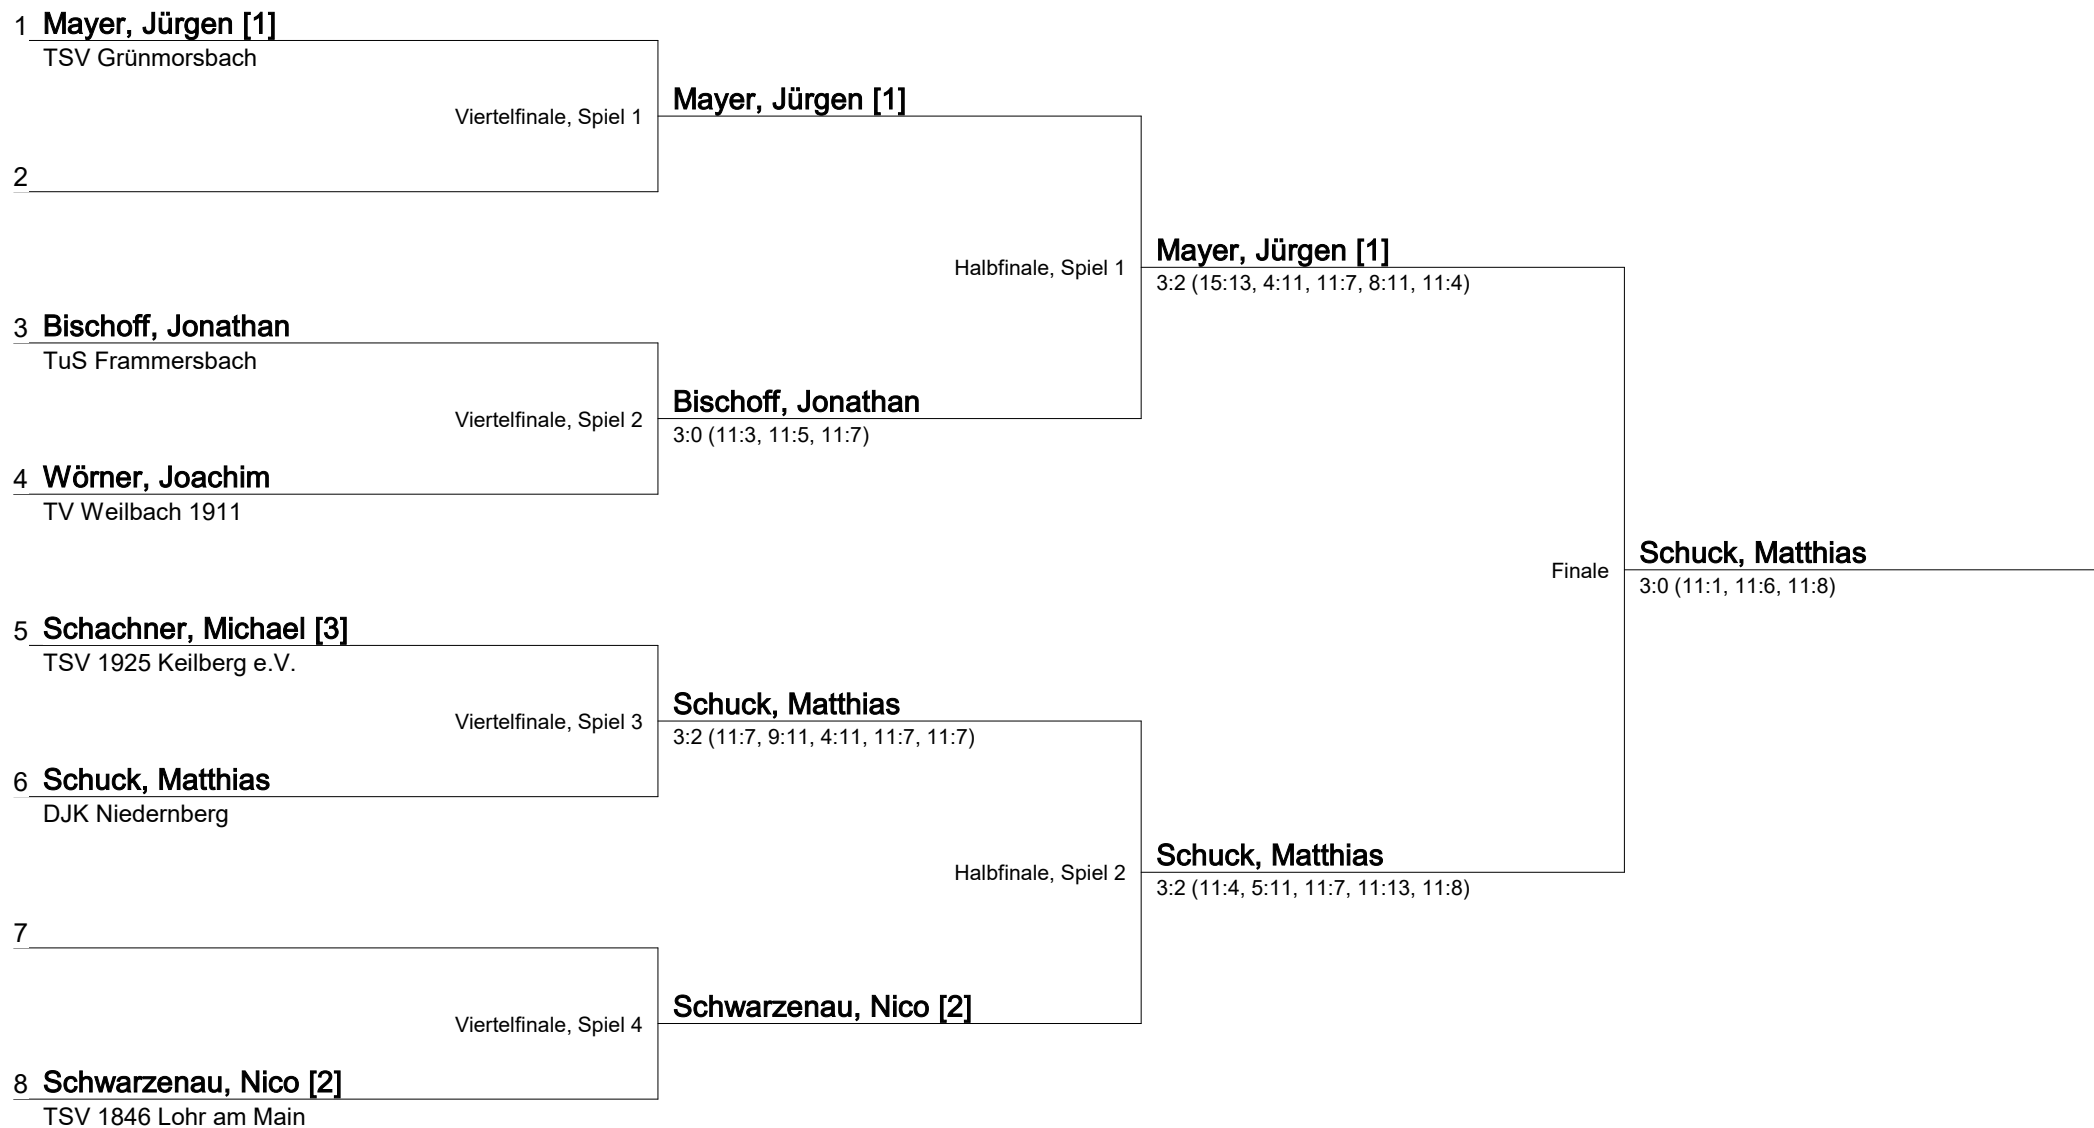 1 Mayer, Jürgen [1]
TSV Grünmorsbach
Viertelfinale, Spiel 1
Mayer, Jürgen [1]
2
Halbfinale, Spiel 1
Mayer, Jürgen [1]
3:2 (15:13, 4:11, 11:7, 8:11, 11:4)
3 Bischoff, Jonathan
TuS Frammersbach
Viertelfinale, Spiel 2
Bischoff, Jonathan
3:0 (11:3, 11:5, 11:7)
4 Wörner, Joachim
TV Weilbach 1911
Finale
Schuck, Matthias
3:0 (11:1, 11:6, 11:8)
5 Schachner, Michael [3]
TSV 1925 Keilberg e.V.
Viertelfinale, Spiel 3
Schuck, Matthias
3:2 (11:7, 9:11, 4:11, 11:7, 11:7)
6 Schuck, Matthias
DJK Niedernberg
Halbfinale, Spiel 2
Schuck, Matthias
3:2 (11:4, 5:11, 11:7, 11:13, 11:8)
7
Viertelfinale, Spiel 4
Schwarzenau, Nico [2]
8 Schwarzenau, Nico [2]
TSV 1846 Lohr am Main